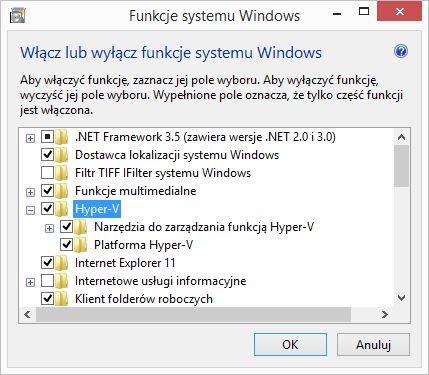 Funkcje systemu Windows
Włącz lub wyłącz funkcje systemu Windows
Aby włączyć funkcję, zaznacz jej pole wyboru. Aby wyłączyć funkcję,
wyczyść jej pole wyboru. Wypełnione pole oznacza, że tylko część funkcji
jest włączona.
.NET Framework 3.5 (zawiera wersje .NET 2.0 i 3.0)
Dostawca lokalizacji systemu Windows
Filtr TIFF IFilter systemu Windows
Funkcje multimedialne
Hyper-V
Narzędzia do zarządzania funkcją Hyper-V
Platforma Hyper-V
Internet Explorer 11
Internetowe usługi informacyjne
Klient folderów roboczych
OK
Anuluj